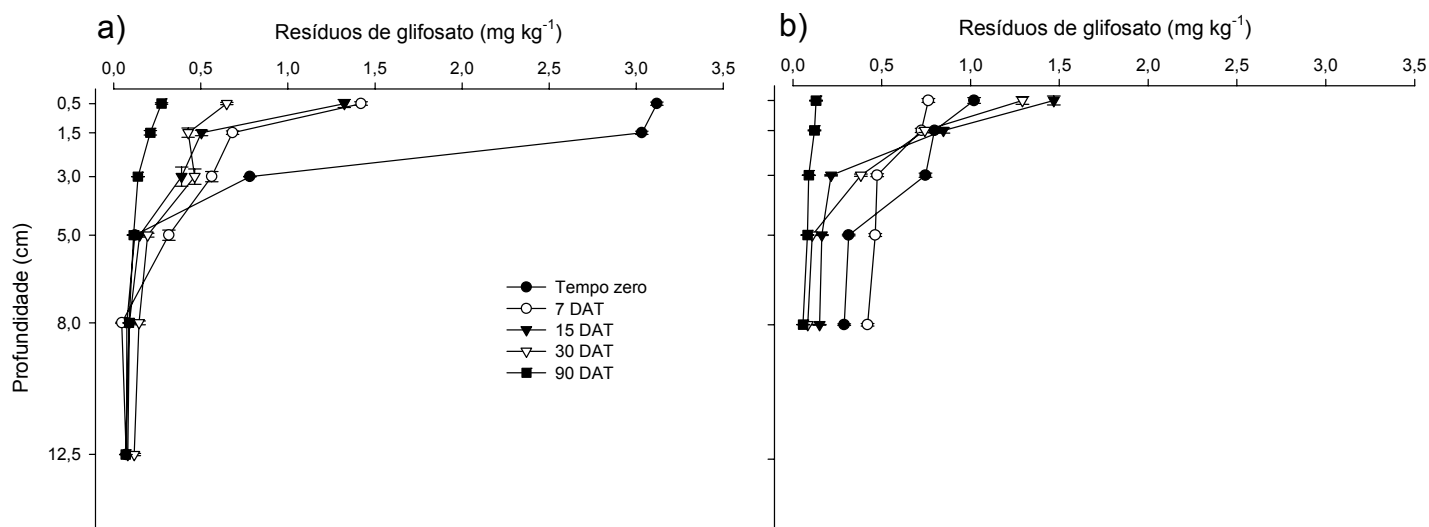 a)
Resíduos de glifosato (mg kg-1)
0,0 0,5 1,0 1,5 2,0 2,5 3,0 3,5
0,5
1,5
3,0
5,0
8,0
12,5
Profundidade (cm)
Tempo zero
7 DAT
15 DAT
30 DAT
90 DAT
b)
Resíduos de glifosato (mg kg-1)
0,0 0,5 1,0 1,5 2,0 2,5 3,0 3,5